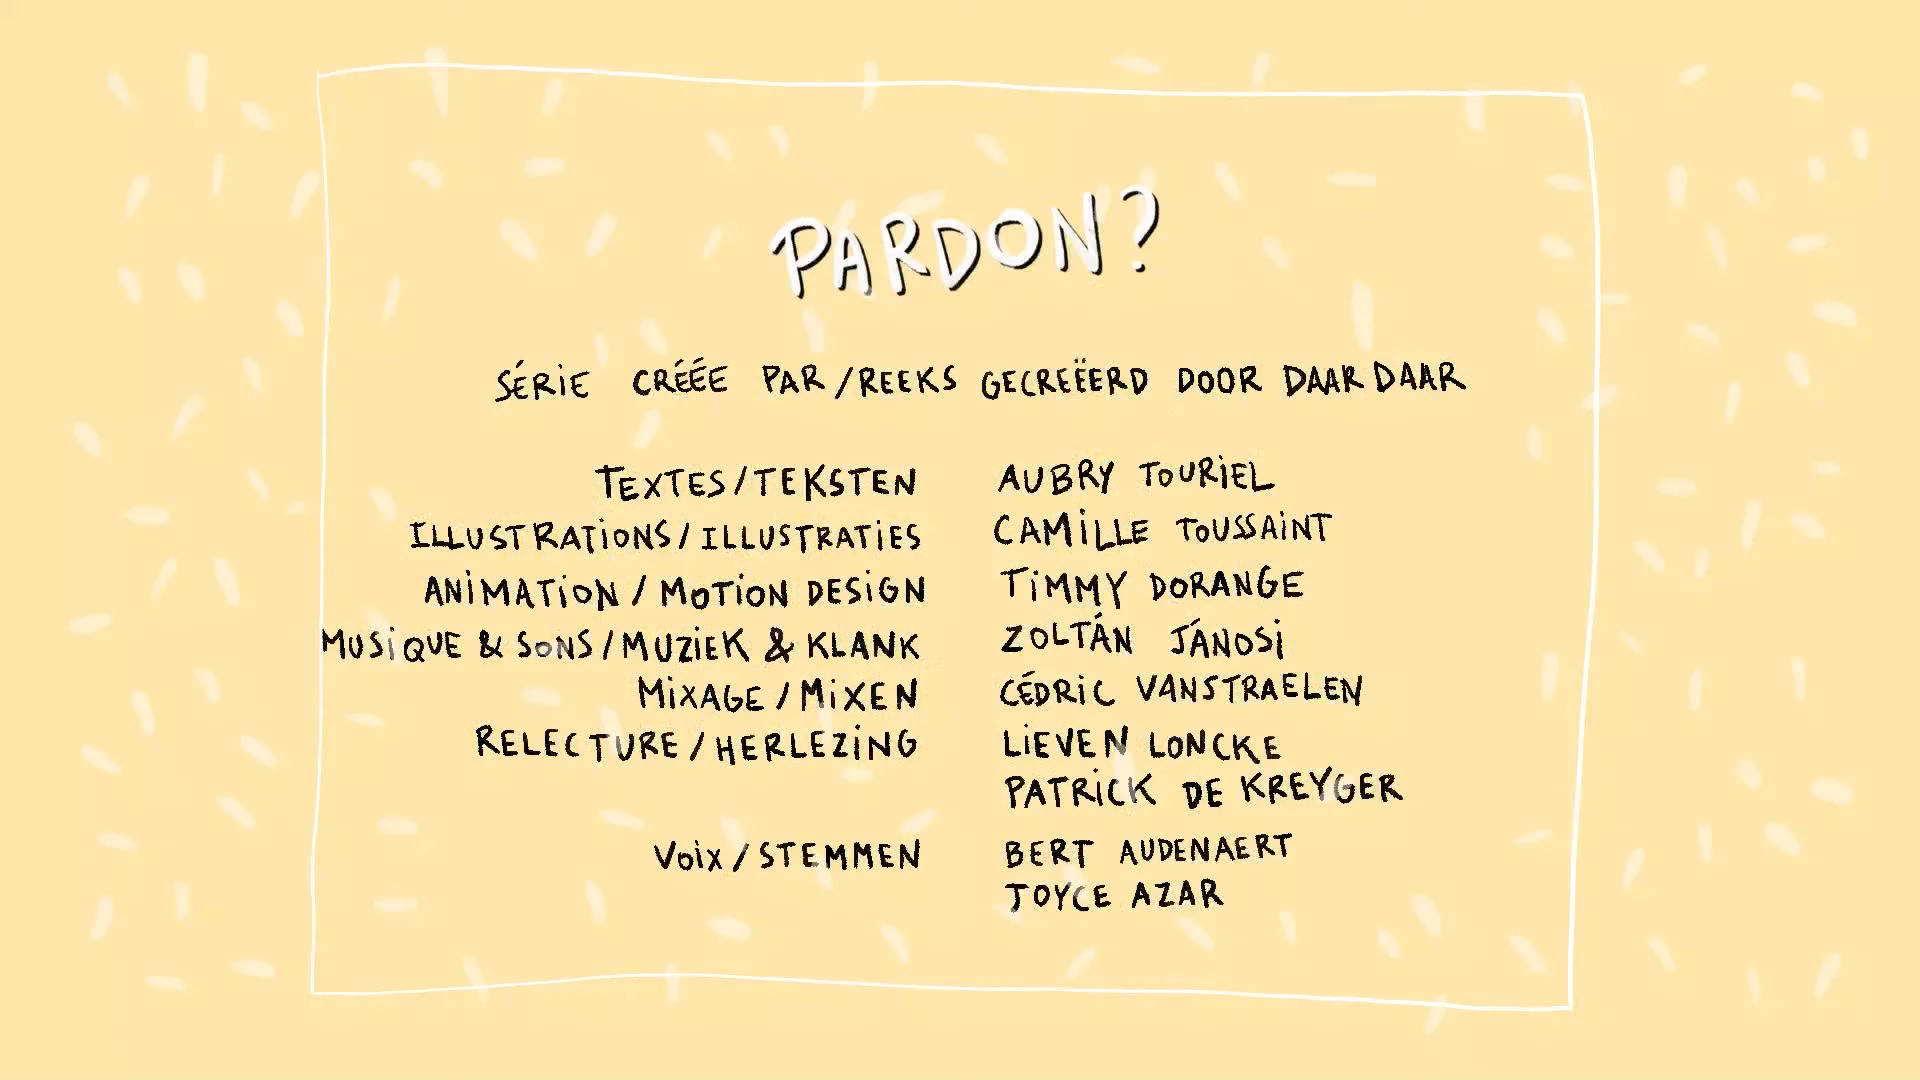 PARDON?
SÉRIE CRÉÉE PAR/REEKS GECREËERD DOOR DAARDAAR
TEXTES/TEKSTEN AUBRY TOURIEL
ILLUSTRATIONS/ILLUSTRATIES CAMILLE TOUSSAINT
ANIMATION / MOTION DESIGN TIMMY DORANGE
MUSIQUE & SONS/MUZIEK & KLANK ZOLTÁN JÁNOSI
MIXAGE / MIXEN CÉDRIC VANSTRAELEN
RELECTURE/HERLEZING LIEVEN LONCKE
PATRICK DE KREYGER
VOIX/STEMMEN BERT AUDENAERT
JOYCE AZAR